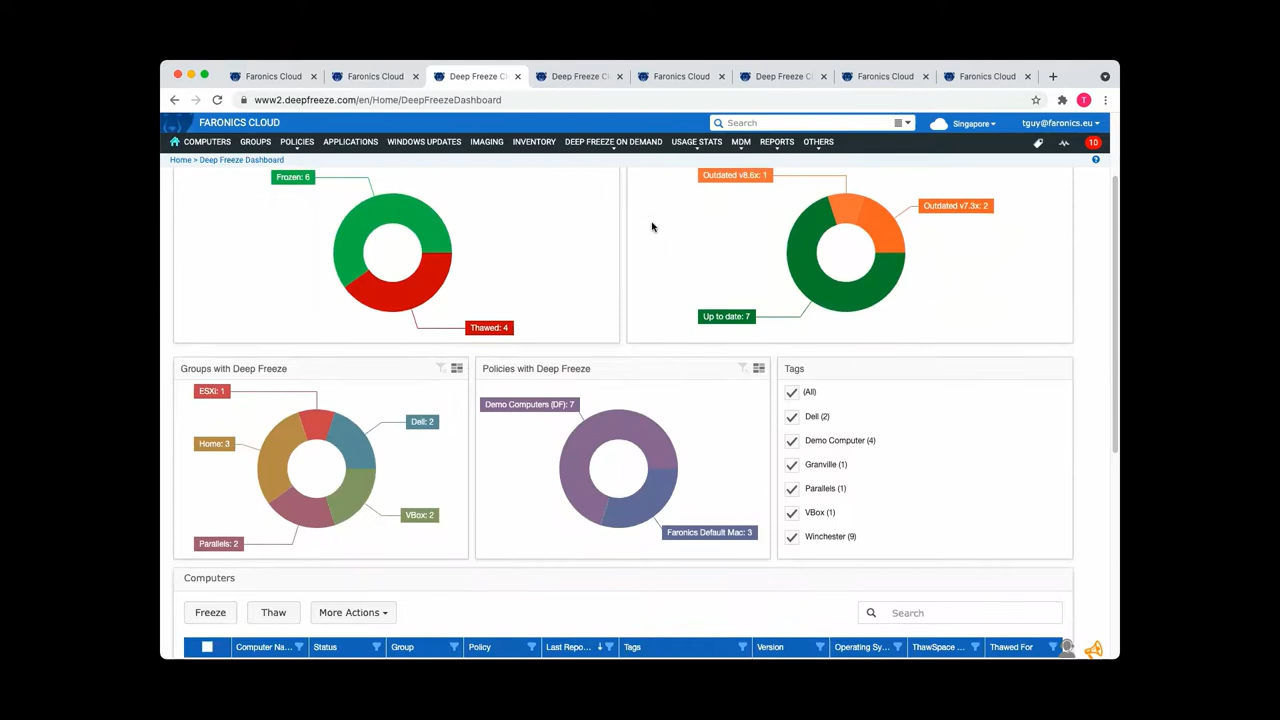 Faronics Cloud
Faronics Cloud
Deep Freeze Cl
Deep Freeze Cl
Faronics Cloud
Deep Freeze Cl
Faronics Cloud
Faronics Cloud
www2.deepfreeze.com/en/Home/DeepFreezeDashboard
T
FARONICS CLOUD
Search
Singapore
tguy@faronics.eu
COMPUTERS GROUPS POLICIES APPLICATIONS WINDOWS UPDATES IMAGING INVENTORY DEEP FREEZE ON DEMAND USAGE STATS MDM REPORTS OTHERS
10
Home > Deep Freeze Dashboard
Frozen: 6
Thawed: 4
Outdated v8.6x: 1
Outdated v7.3x: 2
Up to date: 7
Groups with Deep Freeze
ESXi: 1
Dell: 2
Home: 3
VBox: 2
Parallels: 2
Policies with Deep Freeze
Demo Computers (DF): 7
Faronics Default Mac: 3
Tags
(All)
Dell (2)
Demo Computer (4)
Granville (1)
Parallels (1)
VBox (1)
Winchester (9)
Computers
Freeze
Thaw
More Actions
Search
Computer Na... Status Group Policy Last Repo... Tags Version Operating Sy... ThawSpace ... Thawed For